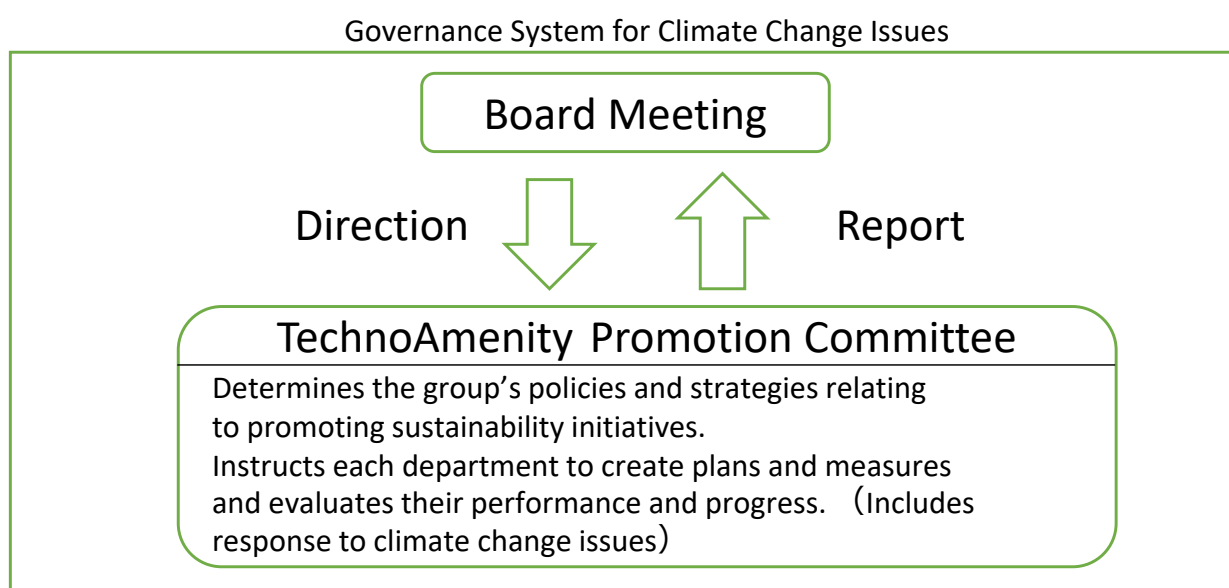 Governance System for Climate Change Issues
Board Meeting
Direction
Report
TechnoAmenity Promotion Committee
Determines the group’s policies and strategies relating
to promoting sustainability initiatives.
Instructs each department to create plans and measures
and evaluates their performance and progress. （Includes
response to climate change issues）